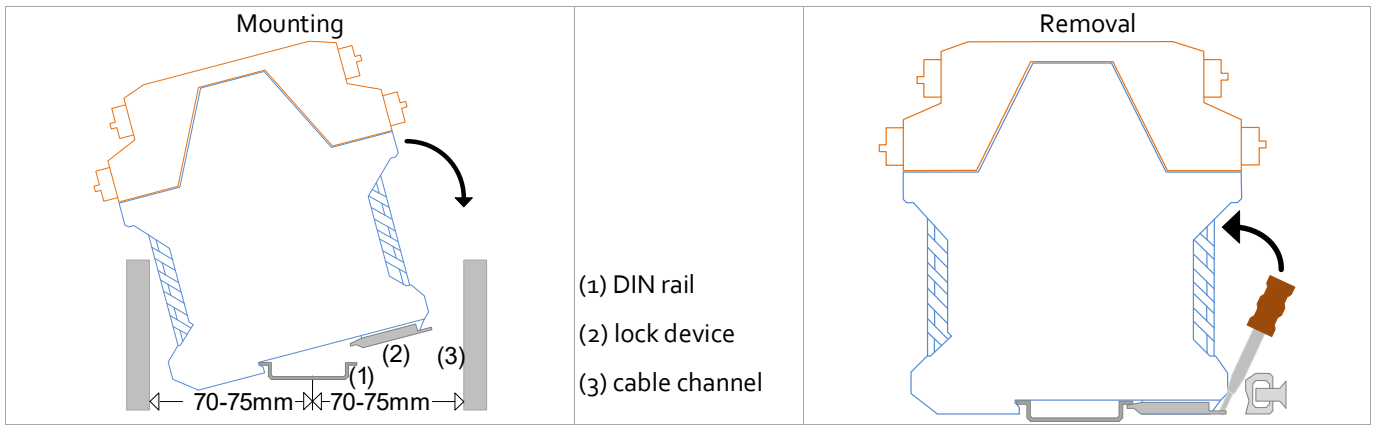 Mounting
(2)
(3)
(1)
70-75mm
70-75mm
(1) DIN rail
(2) lock device
(3) cable channel
Removal